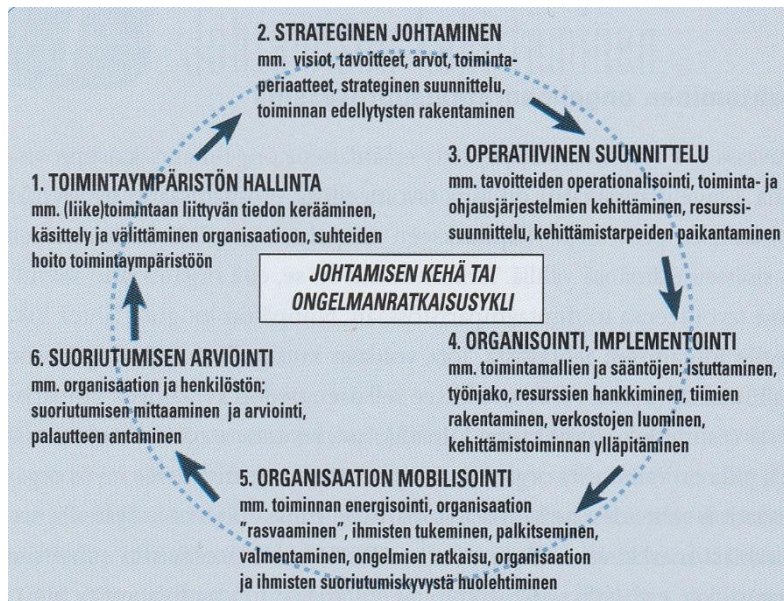 2. STRATEGINEN JOHTAMINEN
mm. visiot, tavoitteet, arvot, toiminta-
periaatteet, strateginen suunnittelu,
toiminnan edellytysten rakentaminen
3. OPERATIIVINEN SUUNNITTELU
mm. tavoitteiden operationalisointi, toiminta- ja
ohjausjärjestelmien kehittäminen, resurssi-
suunnittelu, kehittämistarpeiden paikantaminen
1. TOIMINTAYMPÄRISTÖN HALLINTA
mm. (liike)toimintaan liittyvän tiedon kerääminen,
käsittely ja välittäminen organisaatioon, suhteiden
hoito toimintaympäristöön
JOHTAMISEN KEHÄ TAI
ONGELMANRATKAISUSYKLI
4. ORGANISOINTI, IMPLEMENTOINTI
mm. toimintamallien ja sääntöjen; istuttaminen,
työnjako, resurssien hankkiminen, tiimien
rakentaminen, verkostojen luominen,
kehittämistoiminnan ylläpitäminen
6. SUORIUTUMISEN ARVIOINTI
mm. organisaation ja henkilöstön;
suoriutumisen mittaaminen ja arviointi,
palautteen antaminen
5. ORGANISAATION MOBILISOINTI
mm. toiminnan energisointi, organisaation
"rasvaaminen", ihmisten tukeminen, palkitseminen,
valmentaminen, ongelmien ratkaisu, organisaation
ja ihmisten suoriutumiskyvystä huolehtiminen